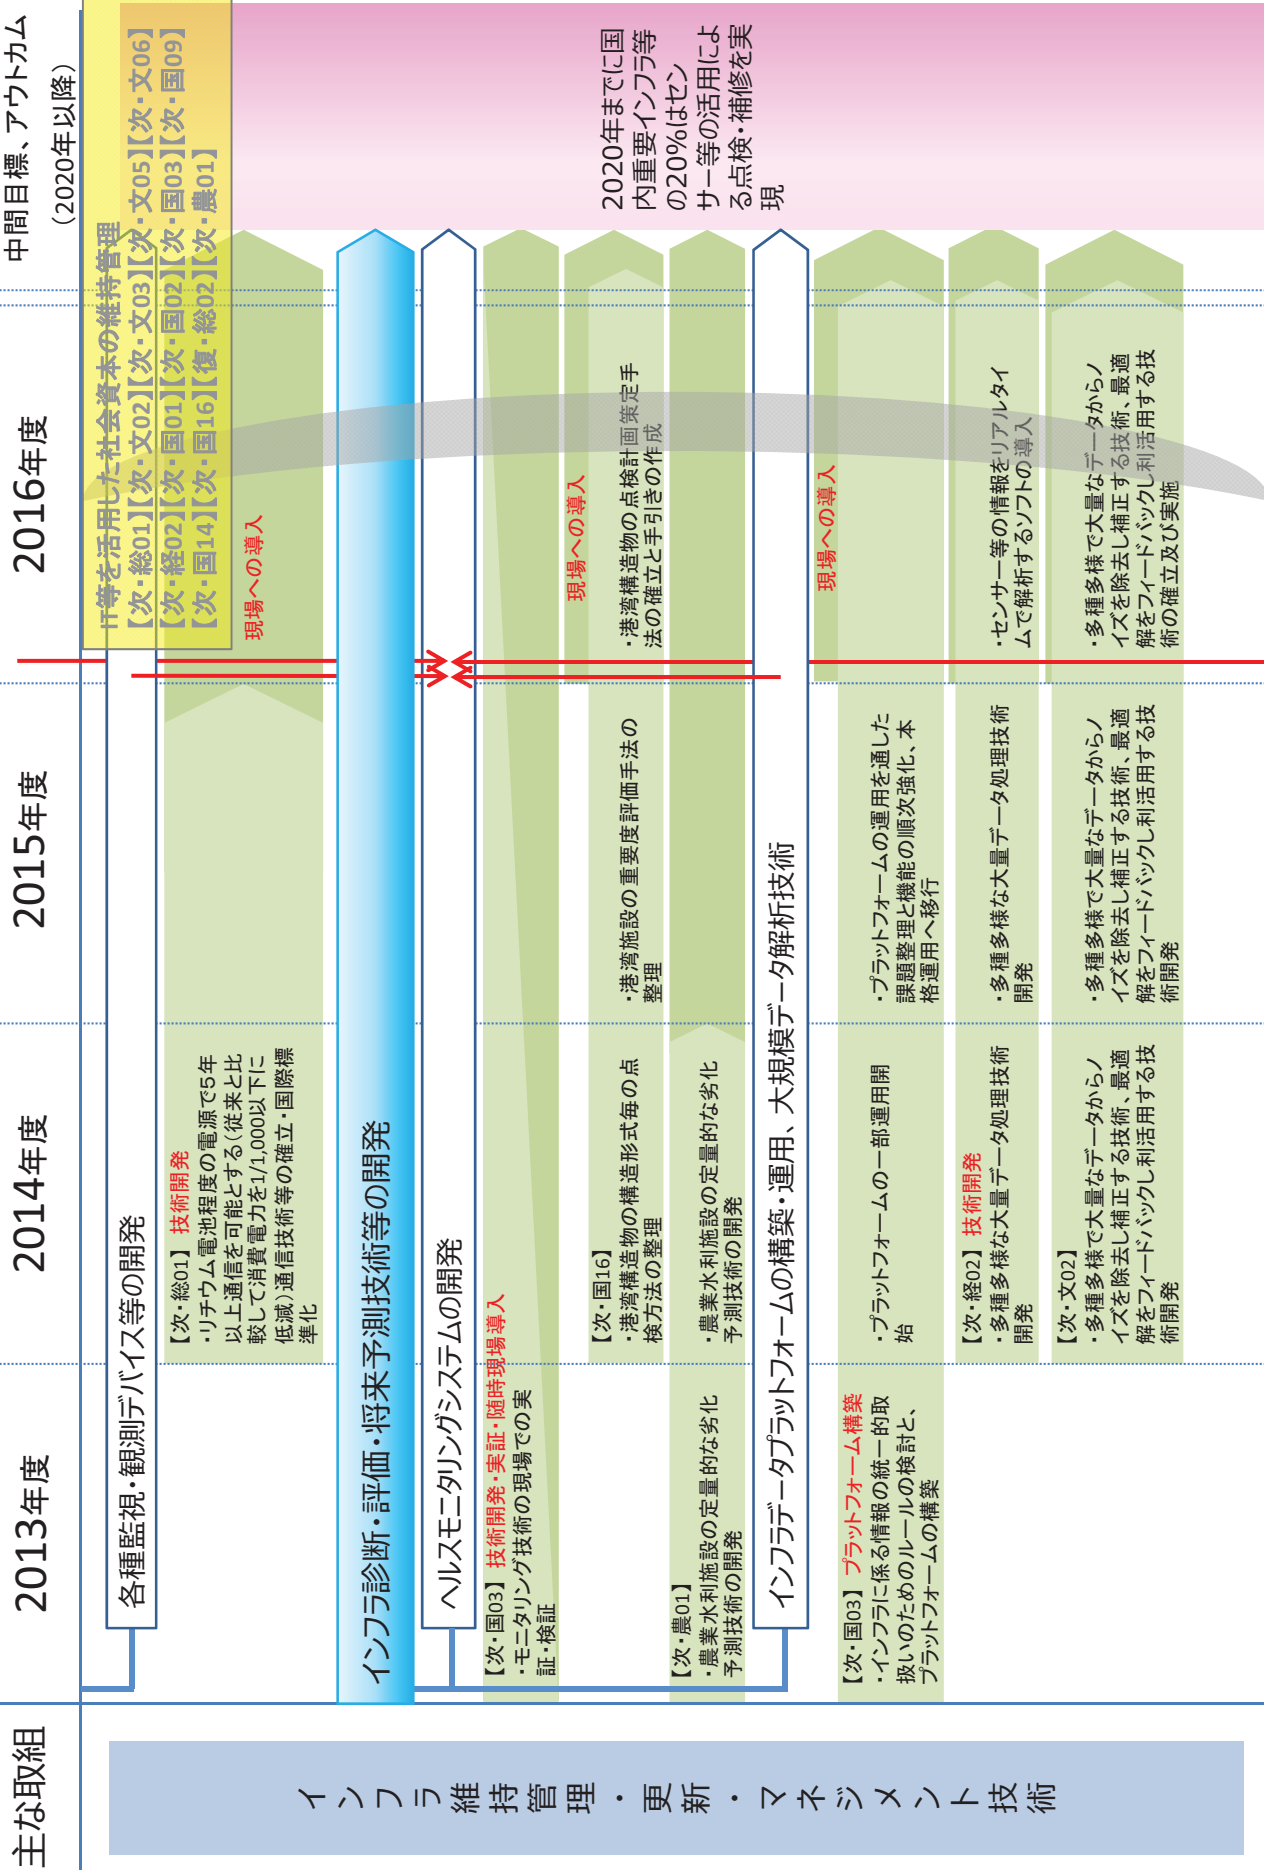 主な取組
2013年度
2014年度
2015年度
2016年度
中間目標、アウトカム
(2020年以降)
インフラ維持管理・更新・マネジメント技術
IT等を活用した社会資本の維持管理
【次・総01】【次・文02】【次・文03】【次・文05】【次・文06】
【次・経02】【次・国01】【次・国02】【次・国03】【次・国09】
【次・国14】【次・国16】【復・総02】【次・農01】
各種監視・観測デバイス等の開発
【次・総01】 技術開発
・リチウム電池程度の電源で5年
以上通信を可能とする(従来と比
較して消費電力を1/1,000以下に
低減)通信技術等の確立・国際標
準化
現場への導入
インフラ診断・評価・将来予測技術等の開発
ヘルスモニタリングシステムの開発
【次・国03】 技術開発・実証・随時現場導入
・モニタリング技術の現場での実
証・検証
【次・国16】
・港湾構造物の構造形式毎の点
検方法の整理
・港湾施設の重要度評価手法の
整理
現場への導入
・港湾構造物の点検計画策定手
法の確立と手引きの作成
【次・農01】
・農業水利施設の定量的な劣化
予測技術の開発
・農業水利施設の定量的な劣化
予測技術の開発
2020年までに国
内重要インフラ等
の20%はセン
サー等の活用によ
る点検・補修を実
現
インフラデータプラットフォームの構築・運用、大規模データ解析技術
【次・国03】 プラットフォーム構築
・インフラに係る情報の統一的取
扱いのためのルールの検討と、
プラットフォームの構築
・プラットフォームの一部運用開
始
・プラットフォームの運用を通した
課題整理と機能の順次強化、本
格運用へ移行
現場への導入
【次・経02】 技術開発
・多種多様な大量データ処理技術
開発
・多種多様な大量データ処理技術
開発
・センサー等の情報をリアルタイ
ムで解析するソフトの導入
【次・文02】
・多種多様で大量なデータからノ
イズを除去し補正する技術、最適
解をフィードバックし利活用する技
術開発
・多種多様で大量なデータからノ
イズを除去し補正する技術、最適
解をフィードバックし利活用する技
術開発
・多種多様で大量なデータからノ
イズを除去し補正する技術、最適
解をフィードバックし利活用する技
術の確立及び実施